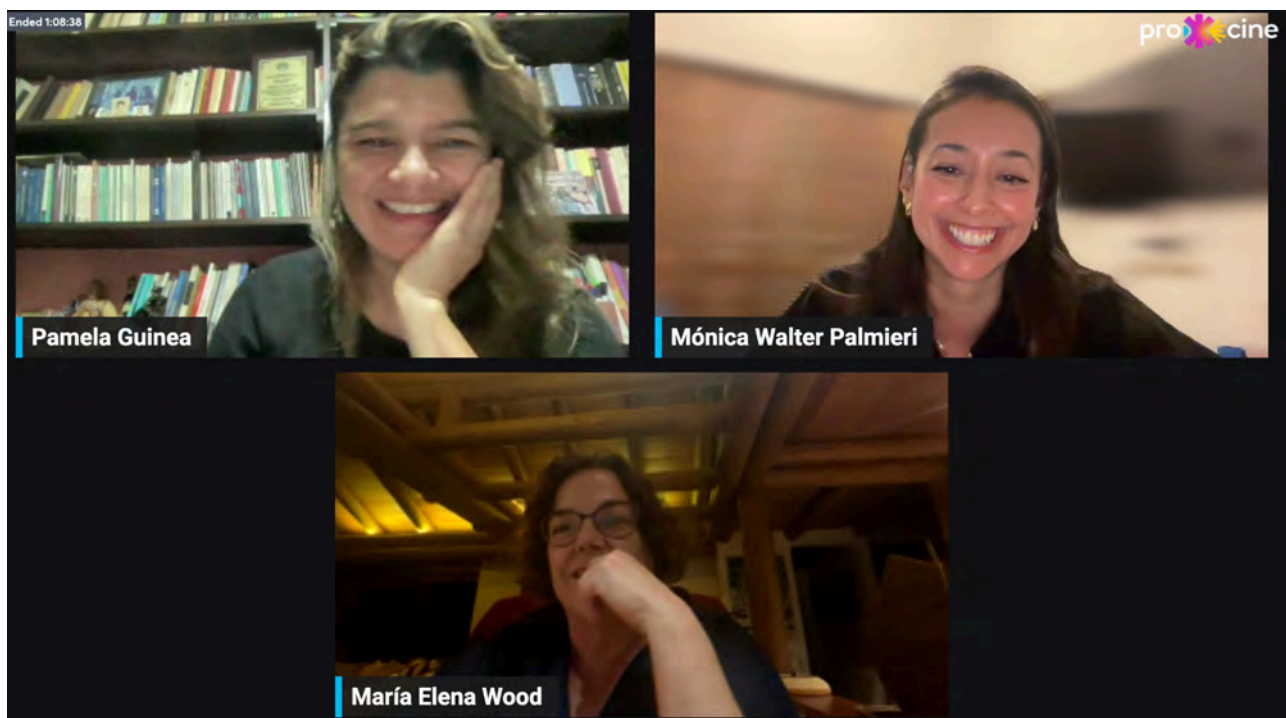 Ended 1:08:38
procine
Pamela Guinea
Mónica Walter Palmieri
María Elena Wood